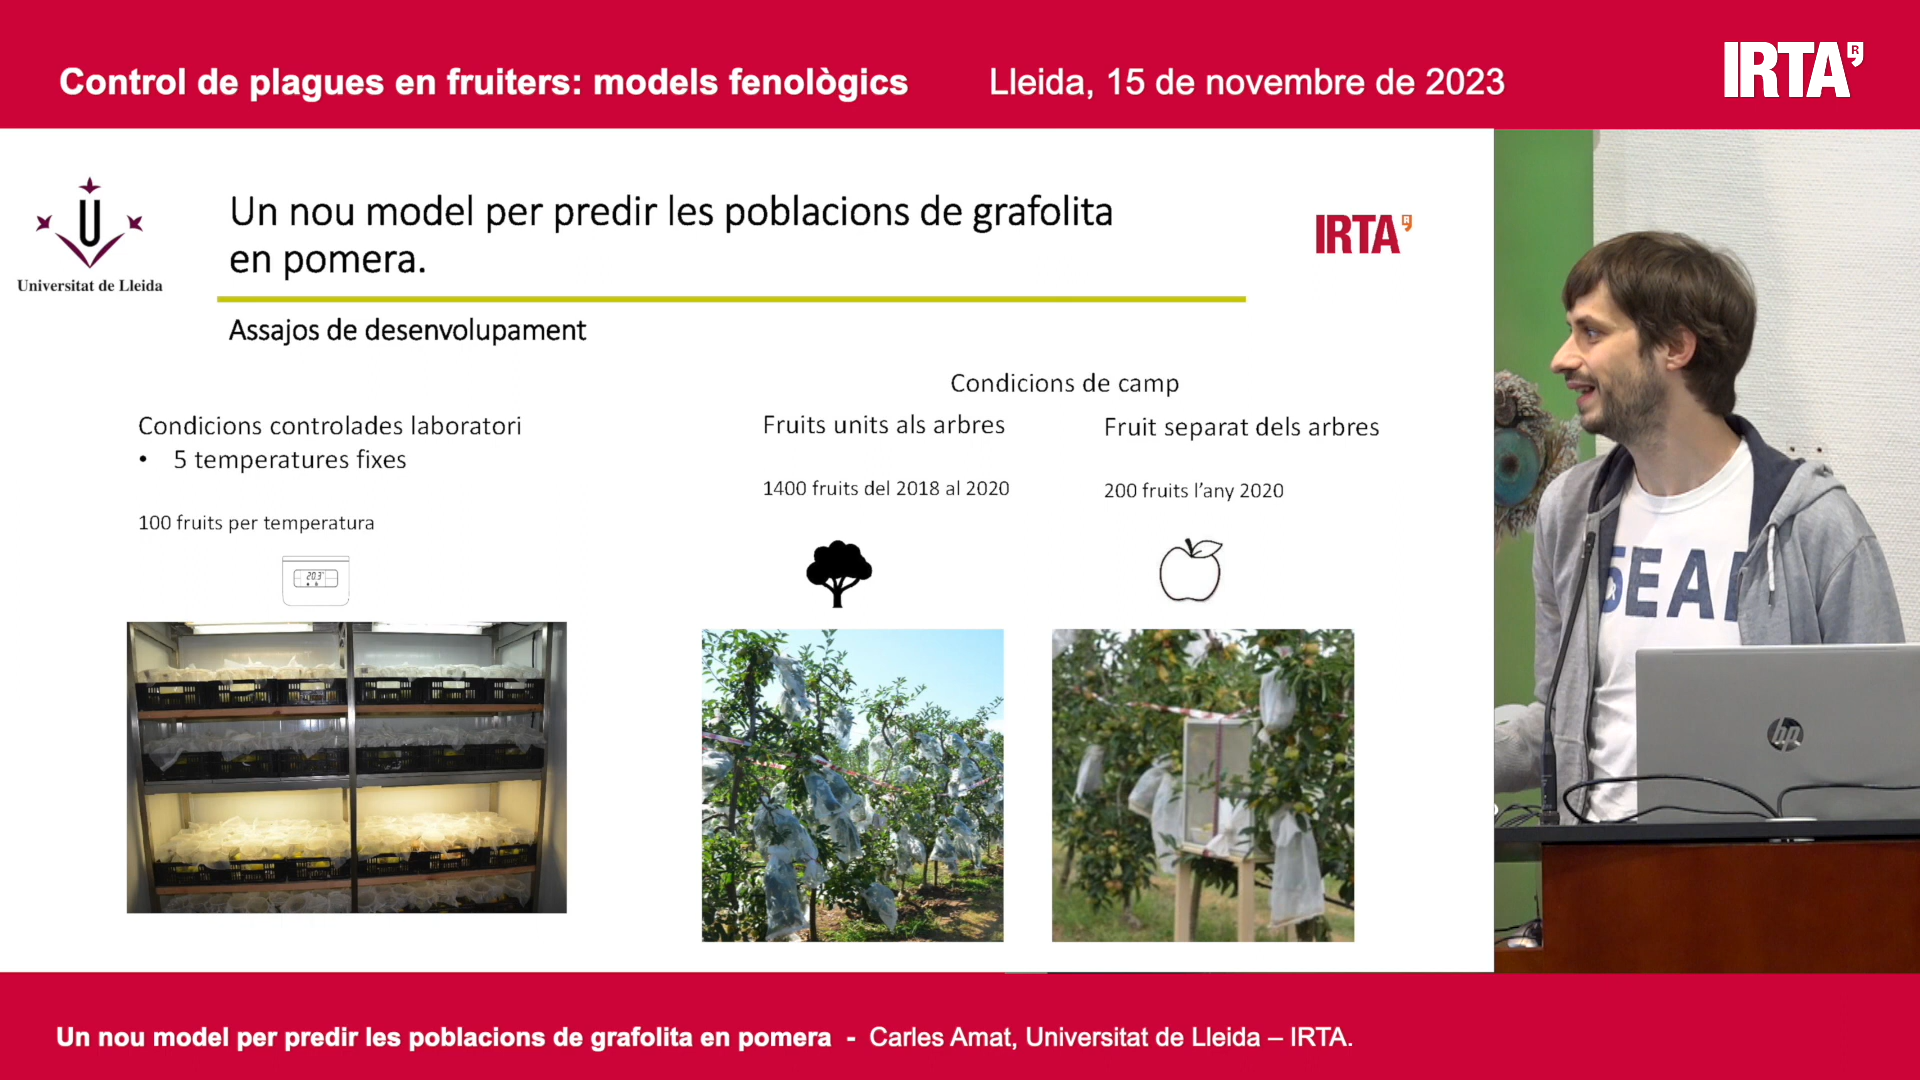 Control de plagues en fruiters: models fenològics
Lleida, 15 de novembre de 2023
IRTA
R
Universitat de Lleida
Un nou model per predir les poblacions de grafolita
en pomera.
IRTA
R
Assajos de desenvolupament
Condicions controlades laboratori
• 5 temperatures fixes
100 fruits per temperatura
20.3°
Condicions de camp
Fruits units als arbres
1400 fruits del 2018 al 2020
Fruit separat dels arbres
200 fruits l'any 2020
hp
Un nou model per predir les poblacions de grafolita en pomera - Carles Amat, Universitat de Lleida – IRTA.